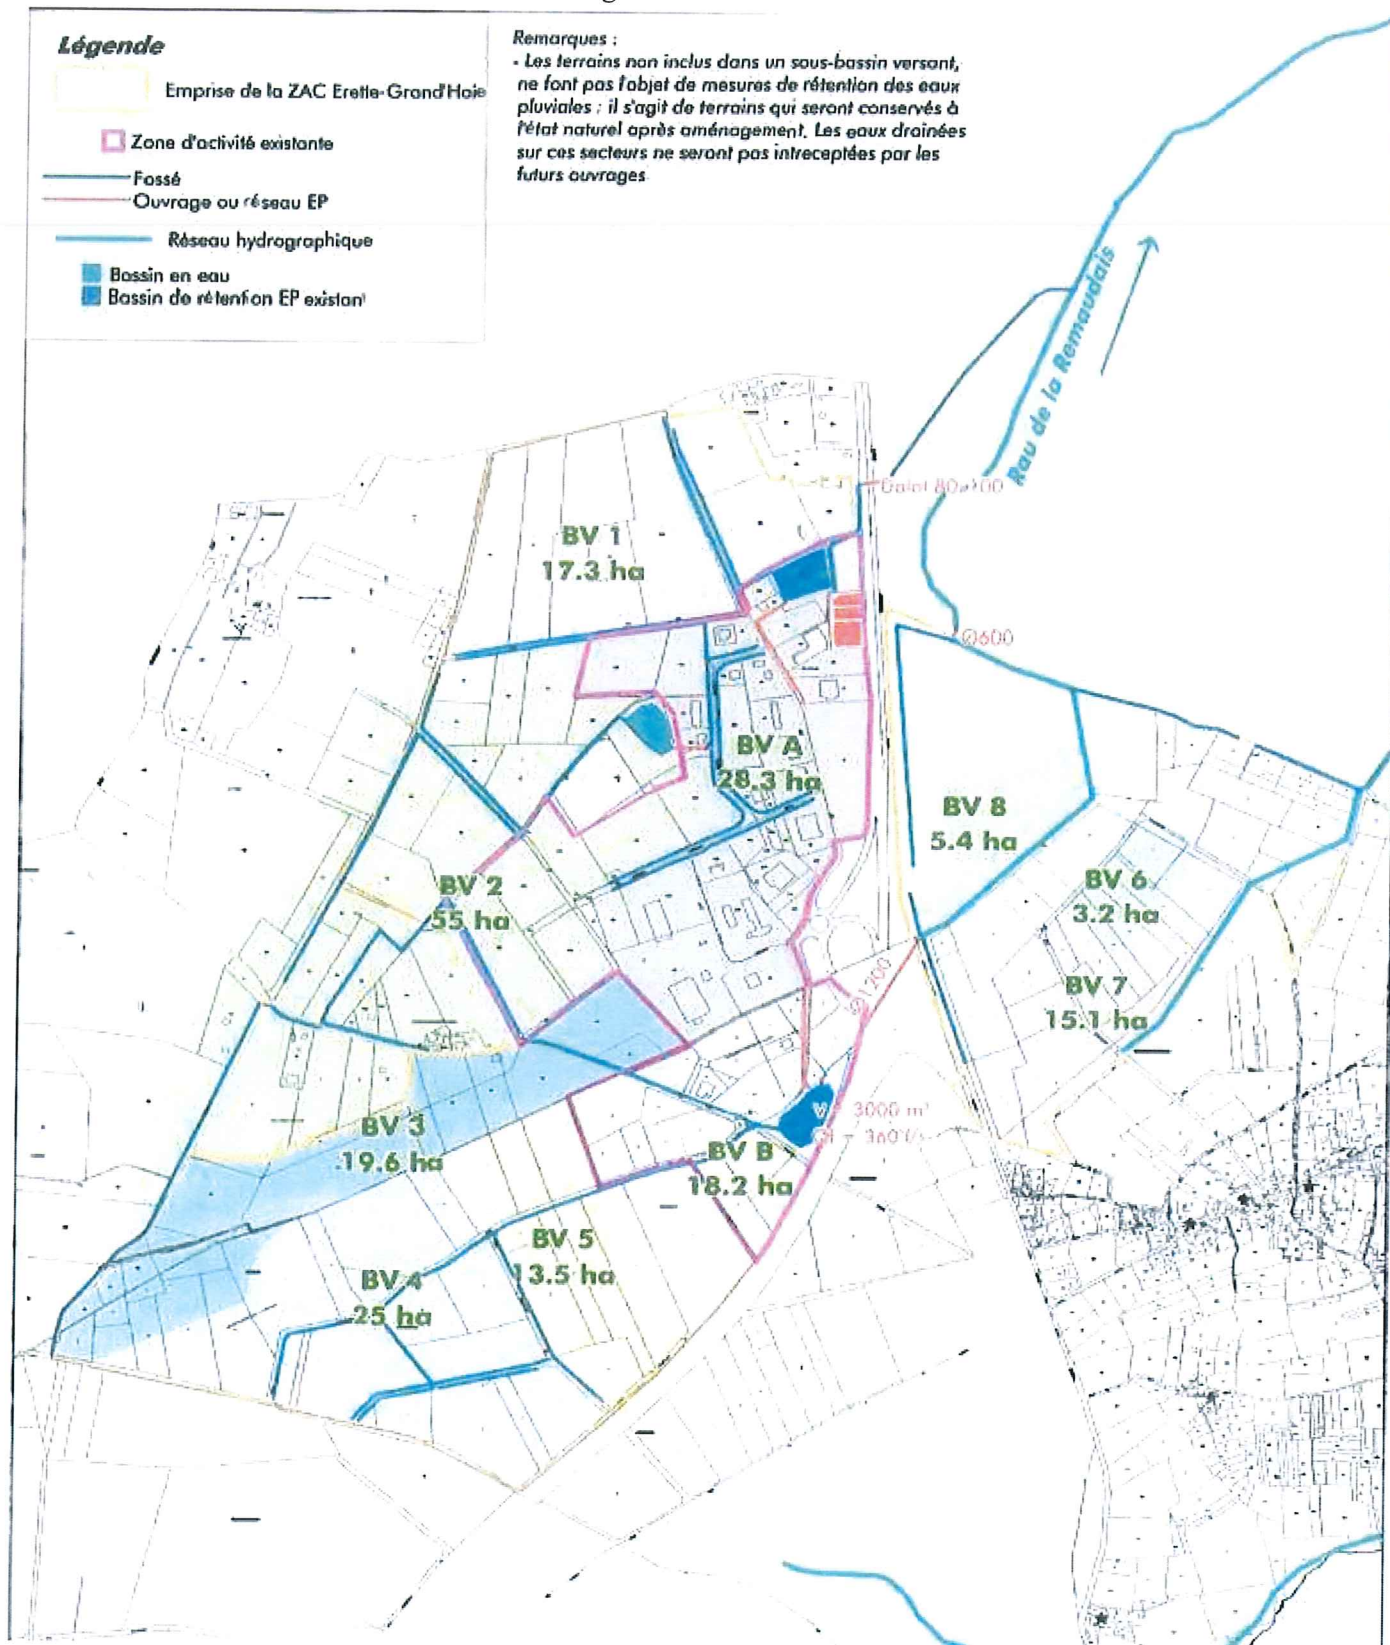 Légende
Emprise de la ZAC Erette-Grand'Haie
Zone d'activité existante
Fossé
Ouvrage ou réseau EP
Réseau hydrographique
Bassin en eau
Bassin de rétention EP existant
Remarques :
- Les terrains non inclus dans un sous-bassin versant,
ne font pas l'objet de mesures de rétention des eaux
pluviales ; il s'agit de terrains qui seront conservés à
l'état naturel après aménagement. Les eaux drainées
sur ces secteurs ne seront pas intreceptées par les
futurs ouvrages
Rau de la Remaudais
Dalot 80x100
BV 1
17.3 ha
Ø600
BV A
28.3 ha
BV 8
5.4 ha
BV 2
55 ha
BV 6
3.2 ha
BV 7
15.1 ha
Ø1200
BV 3
19.6 ha
V = 3000 m³
= 360 l/s
BV B
18.2 ha
BV 5
13.5 ha
BV 4
25 ha